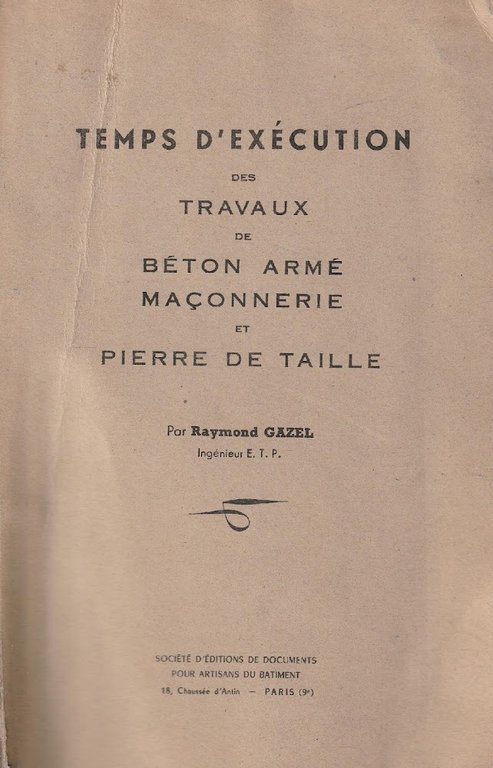 TEMPS D'EXÉCUTION
DES
TRAVAUX
DE
BÉTON ARMÉ
MAÇONNERIE
ET
PIERRE DE TAILLE
Par Raymond GAZEL
Ingénieur E. T. P.
SOCIÉTÉ D'ÉDITIONS DE DOCUMENTS
POUR ARTISANS DU BATIMENT
18, Chaussée d'Antin — PARIS (9e)